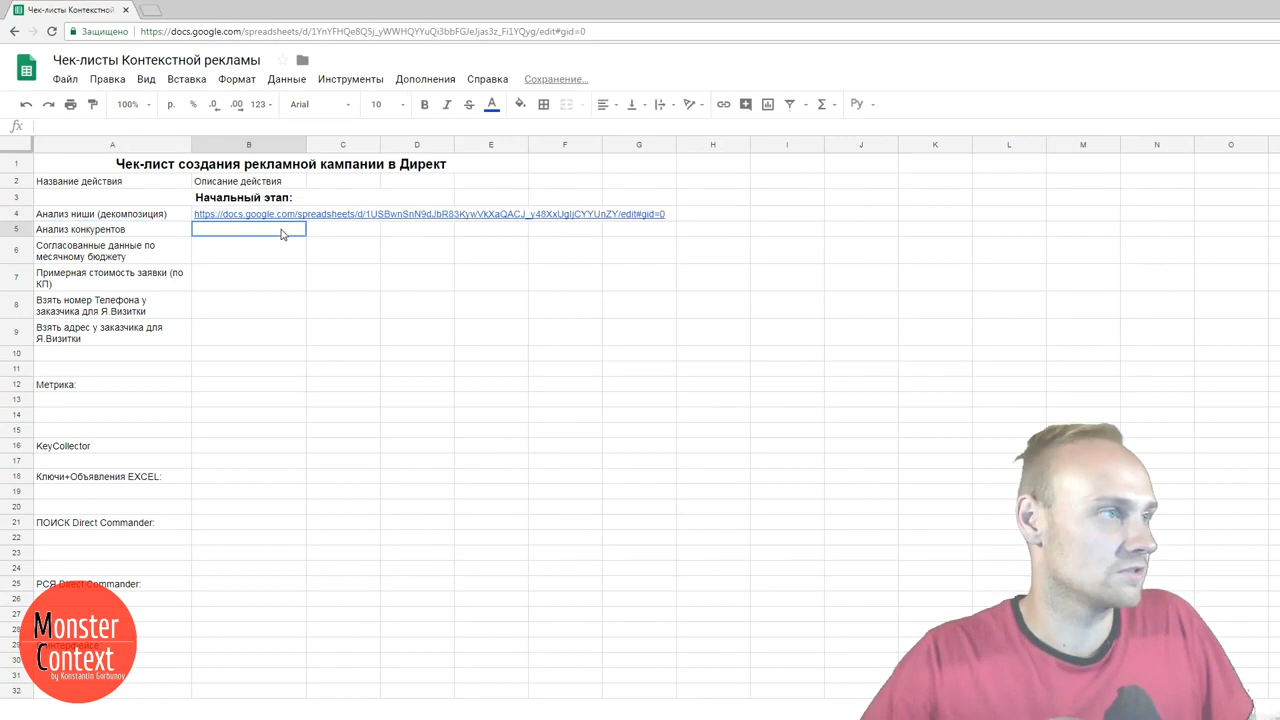 Чек-листы Контекстной
Защищено
https://docs.google.com/spreadsheets/d/1YnYFHQe8Q5j_yWWHQYYuQi3bbFGJeJjas3z_Fi1YQyg/edit#gid=0
Чек-листы Контекстной рекламы
Файл Правка Вид Вставка Формат Данные Инструменты Дополнения Справка Сохранение...
100% р. % .0 .00 123 Arial 10 B I S A Σ Ру
fx
A B C D E F G H I J K L M N O
1 Чек-лист создания рекламной кампании в Директ
2 Название действия Описание действия
3 Начальный этап:
4 Анализ ниши (декомпозиция) https://docs.google.com/spreadsheets/d/1USBwnSnN9dJbR83KywVkXaQACJ_y48XxUgIjCYYUnZY/edit#gid=0
5 Анализ конкурентов
6 Согласованные данные по
месячному бюджету
7 Примерная стоимость заявки (по
КП)
8 Взять номер Телефона у
заказчика для Я.Визитки
9 Взять адрес у заказчика для
Я.Визитки
10
11
12 Метрика:
13
14
15
16 KeyCollector
17
18 Ключи+Объявления EXCEL:
19
20
21 ПОИСК Direct Commander:
22
23
24
25 РСЯ Direct Commander:
26
27
28
29
30
31
32
Monster
Context
by Konstantin Gorbunov